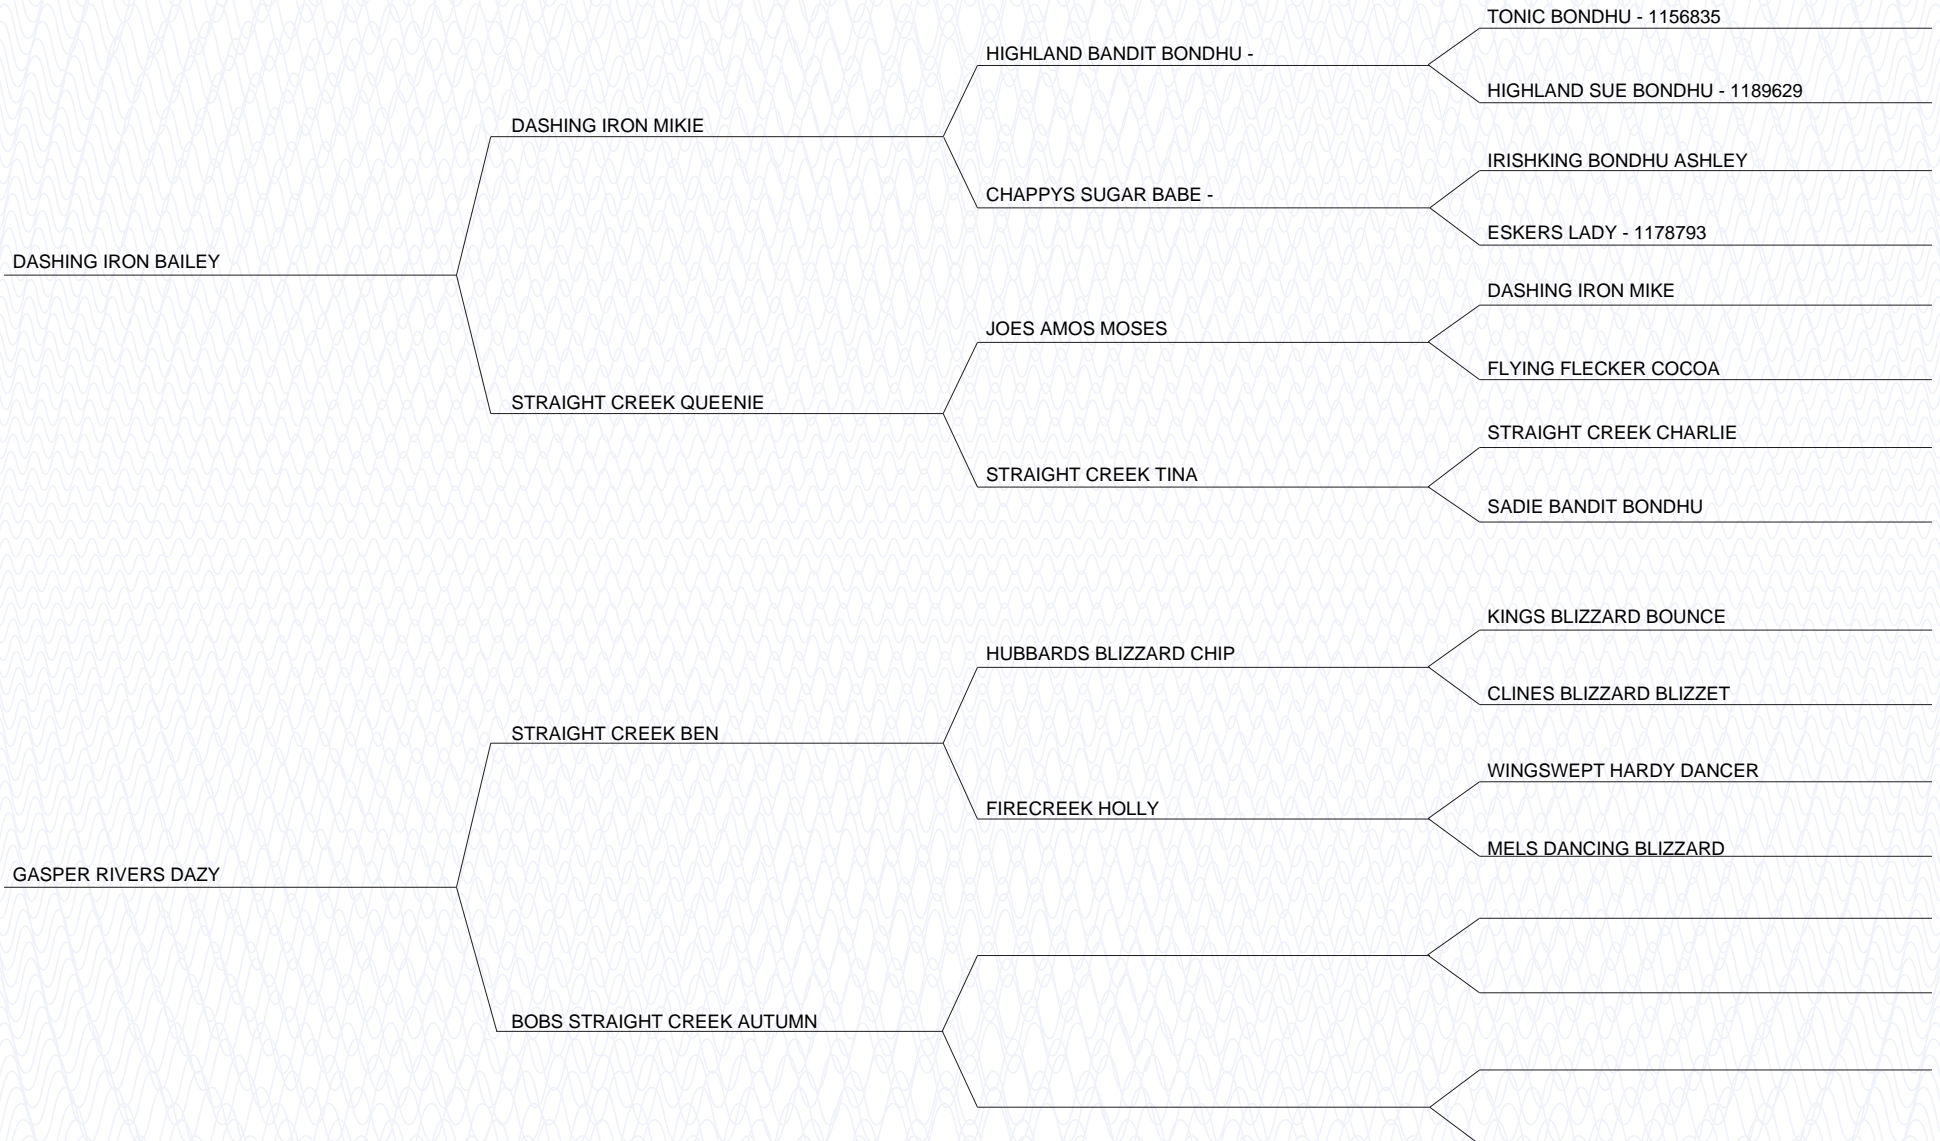 TONIC BONDHU - 1156835
HIGHLAND BANDIT BONDHU -
HIGHLAND SUE BONDHU - 1189629
DASHING IRON MIKIE
IRISHKING BONDHU ASHLEY
CHAPPYS SUGAR BABE -
ESKERS LADY - 1178793
DASHING IRON BAILEY
DASHING IRON MIKE
JOES AMOS MOSES
FLYING FLECKER COCOA
STRAIGHT CREEK QUEENIE
STRAIGHT CREEK CHARLIE
STRAIGHT CREEK TINA
SADIE BANDIT BONDHU
KINGS BLIZZARD BOUNCE
HUBBARDS BLIZZARD CHIP
CLINES BLIZZARD BLIZZET
STRAIGHT CREEK BEN
WINGSWEPT HARDY DANCER
FIRECREEK HOLLY
MELS DANCING BLIZZARD
GASPER RIVERS DAZY
BOBS STRAIGHT CREEK AUTUMN